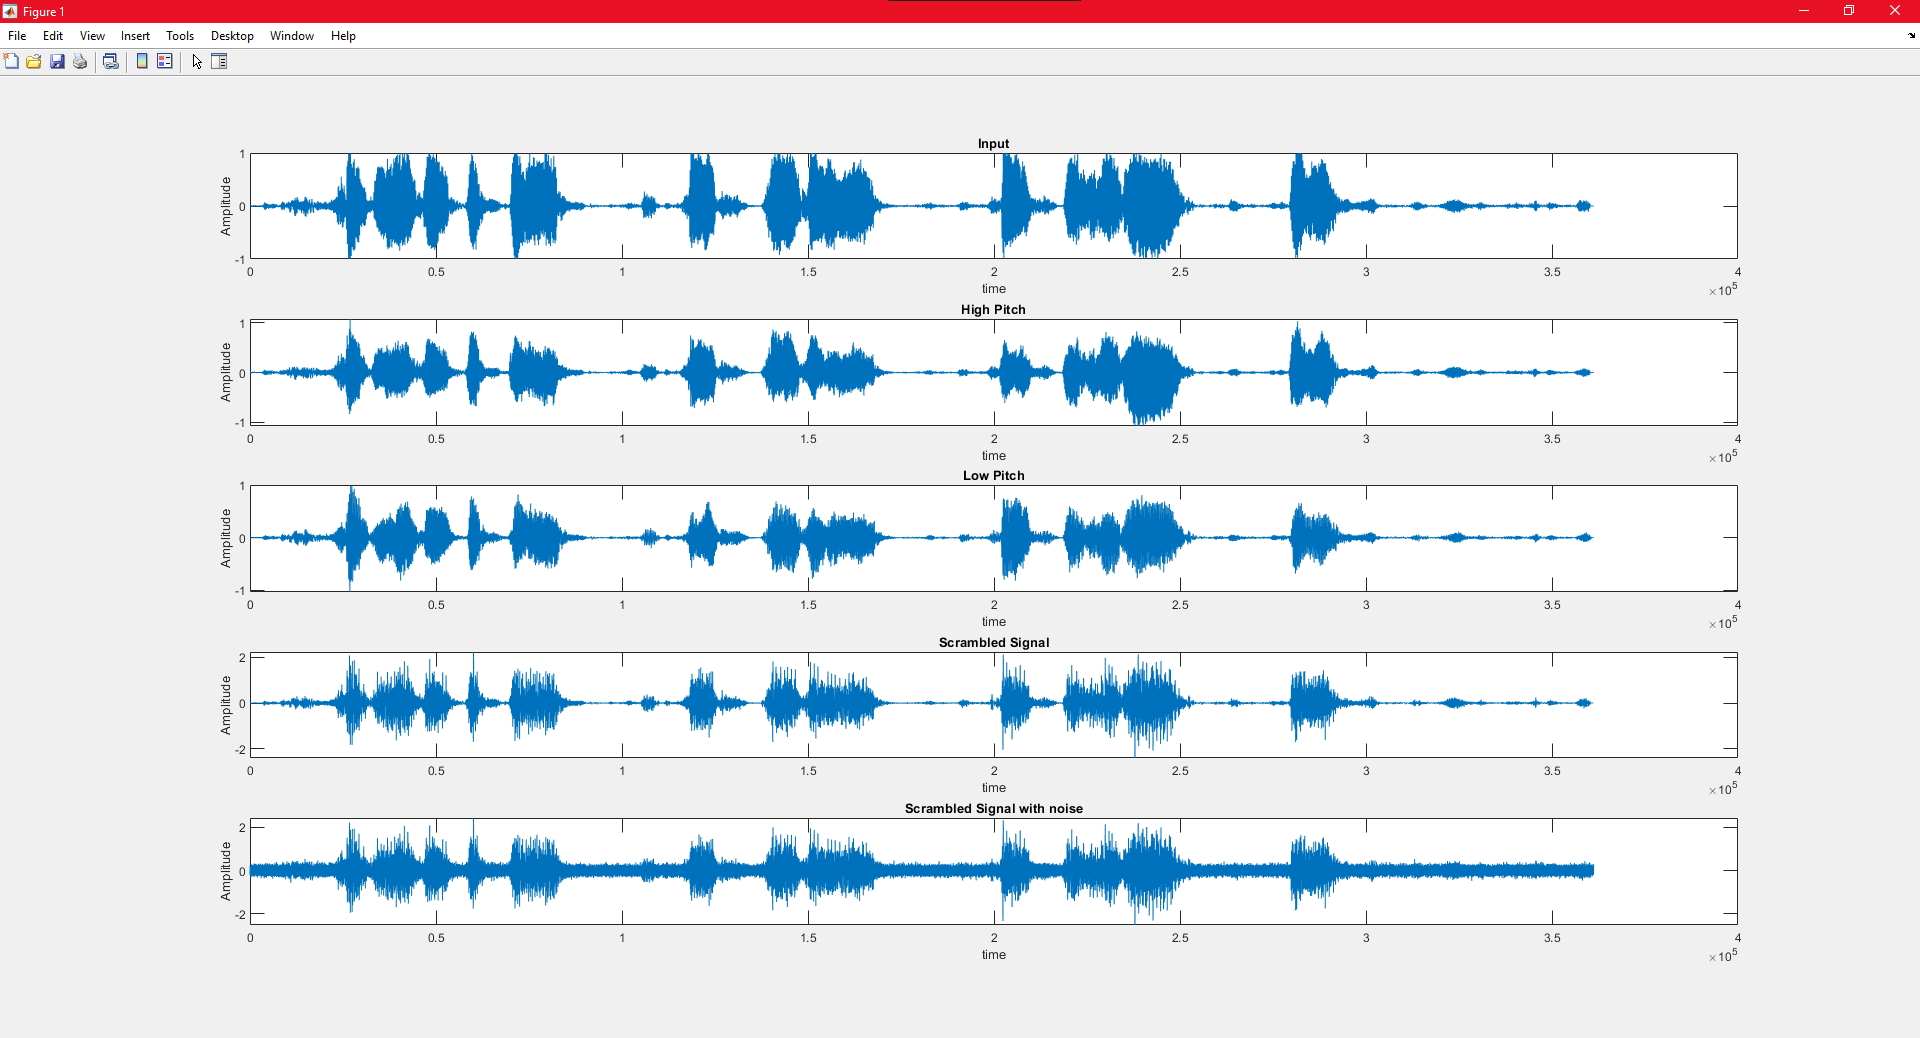 Figure 1
File Edit View Insert Tools Desktop Window Help
Input
Amplitude
1
0
-1
0 0.5 1 1.5 2 2.5 3 3.5 4
time
×10^5
High Pitch
Amplitude
1
0
-1
0 0.5 1 1.5 2 2.5 3 3.5 4
time
×10^5
Low Pitch
Amplitude
1
0
-1
0 0.5 1 1.5 2 2.5 3 3.5 4
time
×10^5
Scrambled Signal
Amplitude
2
0
-2
0 0.5 1 1.5 2 2.5 3 3.5 4
time
×10^5
Scrambled Signal with noise
Amplitude
2
0
-2
0 0.5 1 1.5 2 2.5 3 3.5 4
time
×10^5